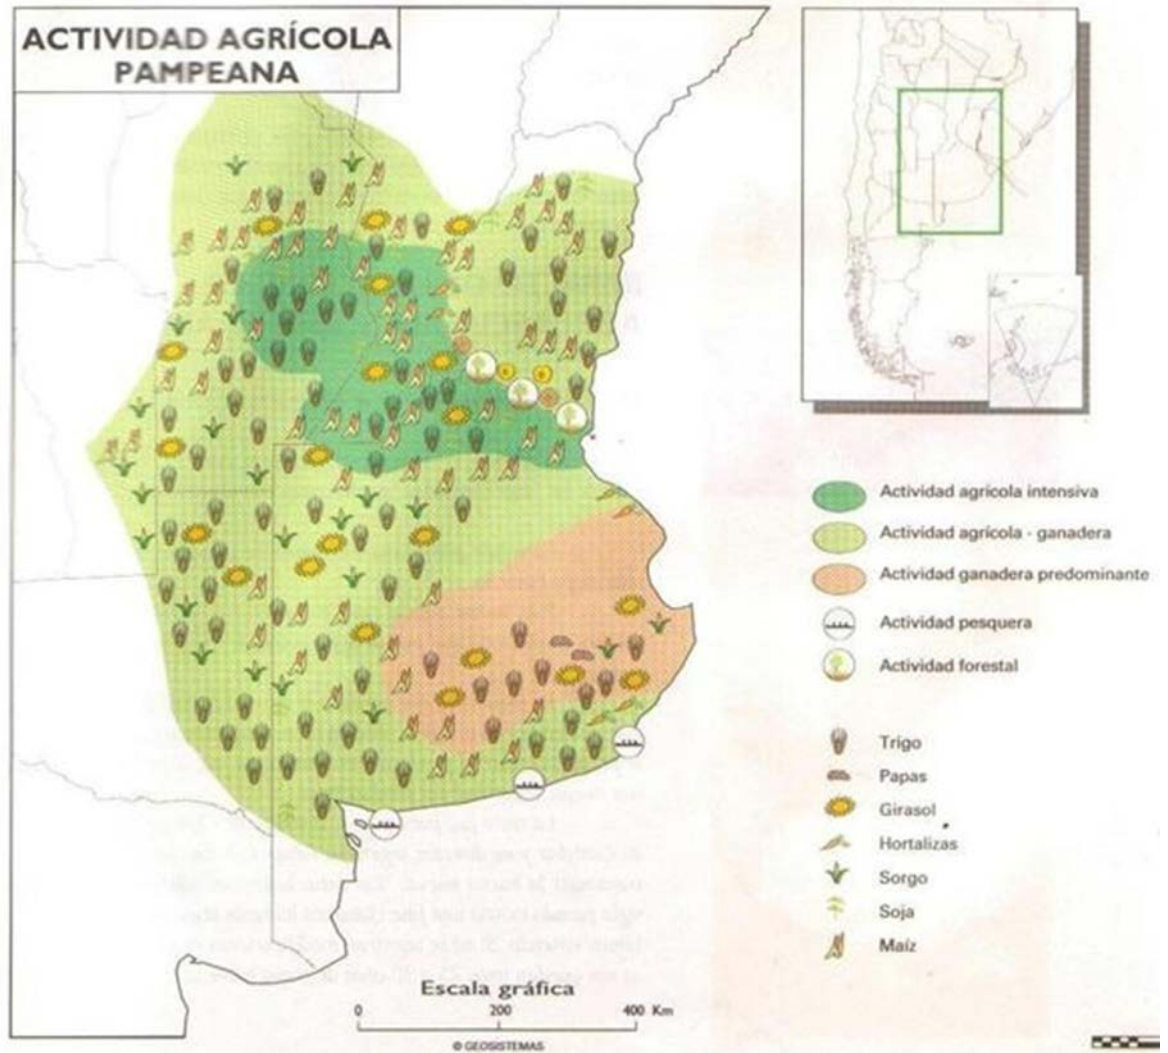 ACTIVIDAD AGRÍCOLA
PAMPEANA
Actividad agrícola intensiva
Actividad agrícola - ganadera
Actividad ganadera predominante
Actividad pesquera
Actividad forestal
Trigo
Papas
Girasol
Hortalizas
Sorgo
Soja
Maíz
Escala gráfica
0 200 400 Km
© GEOSISTEMAS